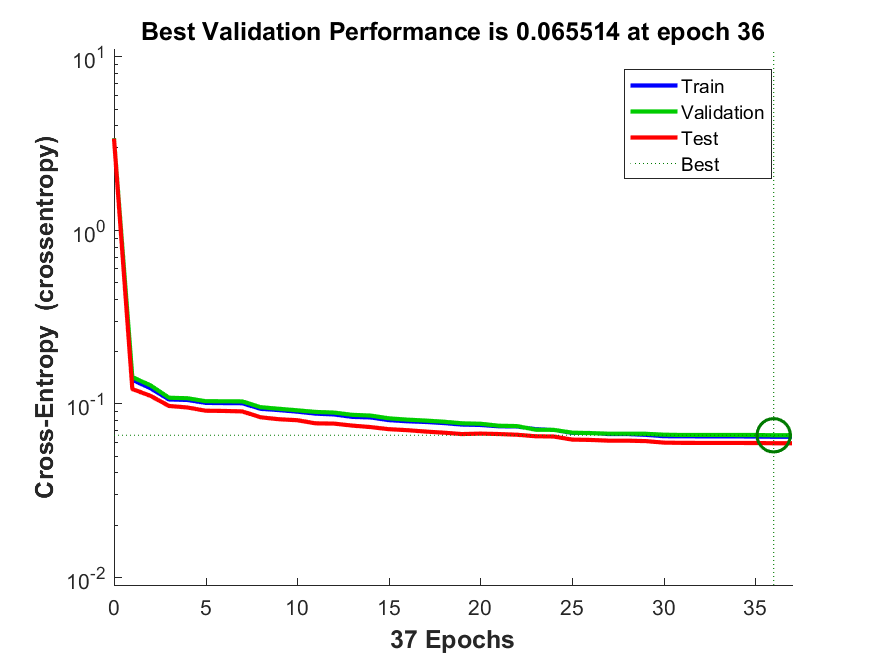 Best Validation Performance is 0.065514 at epoch 36
Cross-Entropy  (crossentropy)
10^1
10^0
10^-1
10^-2
Train
Validation
Test
Best
0 5 10 15 20 25 30 35
37 Epochs